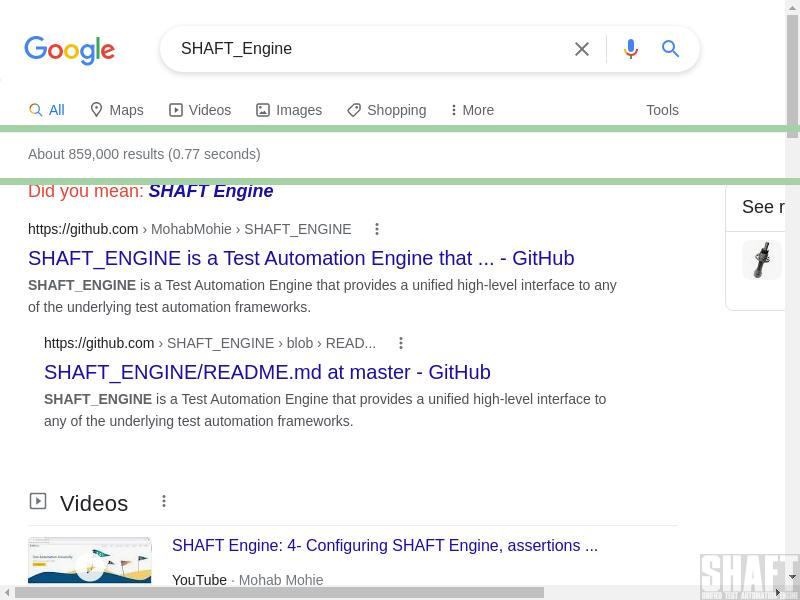 Google
SHAFT_Engine
All
Maps
Videos
Images
Shopping
More
Tools
About 859,000 results (0.77 seconds)
Did you mean: SHAFT Engine
https://github.com › MohabMohie › SHAFT_ENGINE
See r
SHAFT_ENGINE is a Test Automation Engine that ... - GitHub
SHAFT_ENGINE is a Test Automation Engine that provides a unified high-level interface to any
of the underlying test automation frameworks.
https://github.com › SHAFT_ENGINE › blob › READ...
SHAFT_ENGINE/README.md at master - GitHub
SHAFT_ENGINE is a Test Automation Engine that provides a unified high-level interface to
any of the underlying test automation frameworks.
Videos
SHAFT Engine: 4- Configuring SHAFT Engine, assertions ...
YouTube · Mohab Mohie
SHAFT